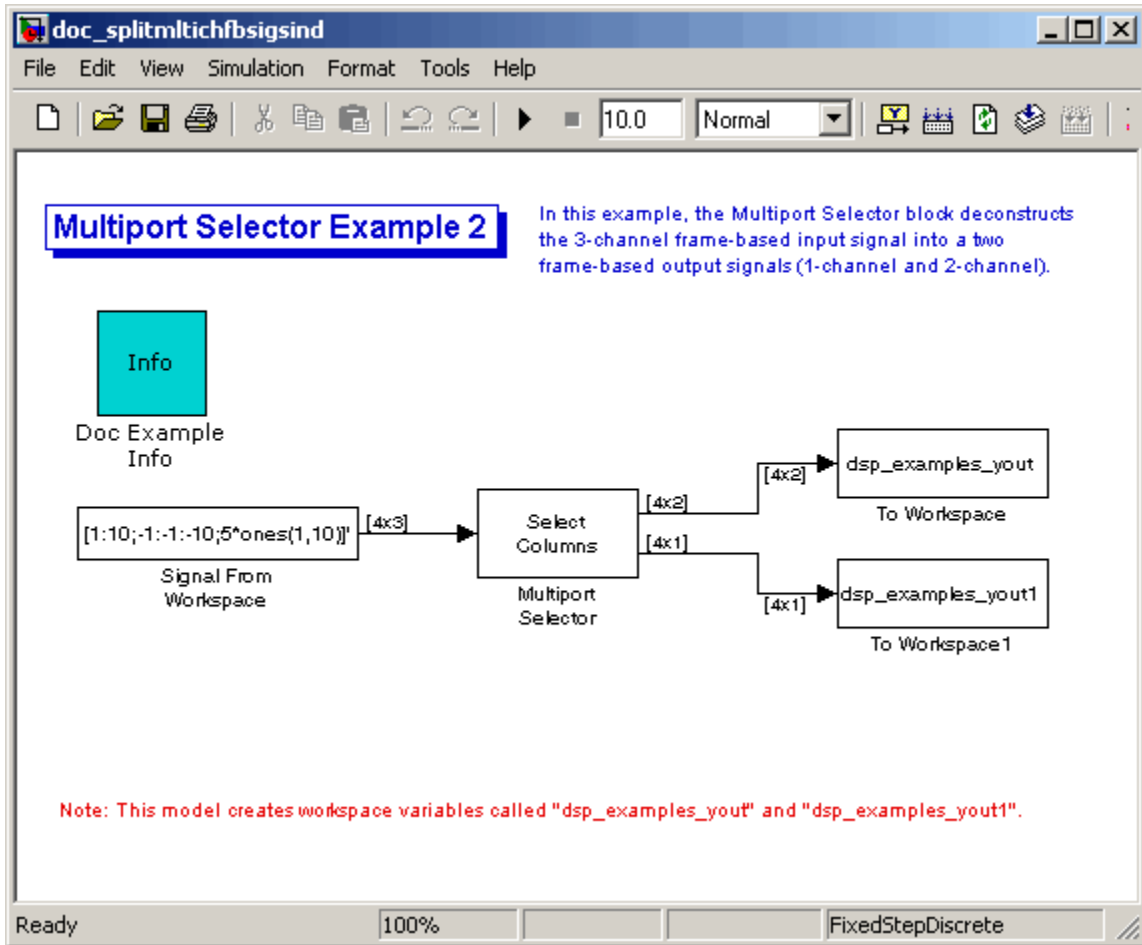 doc_splitmltichfbsigsind
File Edit View Simulation Format Tools Help
10.0 Normal
Multiport Selector Example 2
In this example, the Multiport Selector block deconstructs
the 3-channel frame-based input signal into a two
frame-based output signals (1-channel and 2-channel).
Info
Doc Example
Info
[1:10;-1:-1:-10;5*ones(1,10)]'
[4x3]
Signal From
Workspace
Select
Columns
Multiport
Selector
[4x2]
[4x1]
[4x2]
[4x1]
dsp_examples_yout
To Workspace
dsp_examples_yout1
To Workspace1
Note: This model creates workspace variables called "dsp_examples_yout" and "dsp_examples_yout1".
Ready 100% FixedStepDiscrete